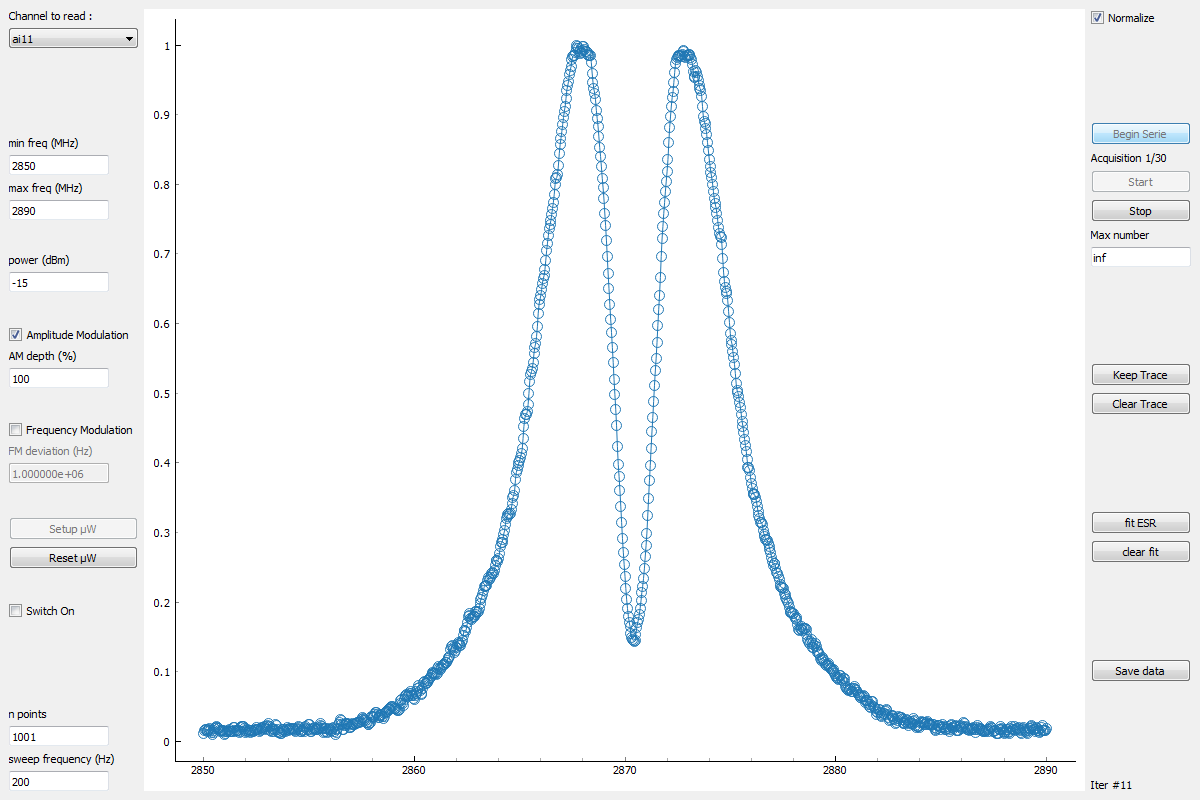 Channel to read :
ai11
min freq (MHz)
2850
max freq (MHz)
2890
power (dBm)
-15
Amplitude Modulation
AM depth (%)
100
Frequency Modulation
FM deviation (Hz)
1.000000e+06
Setup µW
Reset µW
Switch On
n points
1001
sweep frequency (Hz)
200
1
0.9
0.8
0.7
0.6
0.5
0.4
0.3
0.2
0.1
0
2850
2860
2870
2880
2890
Normalize
Begin Serie
Acquisition 1/30
Start
Stop
Max number
inf
Keep Trace
Clear Trace
fit ESR
clear fit
Save data
Iter #11